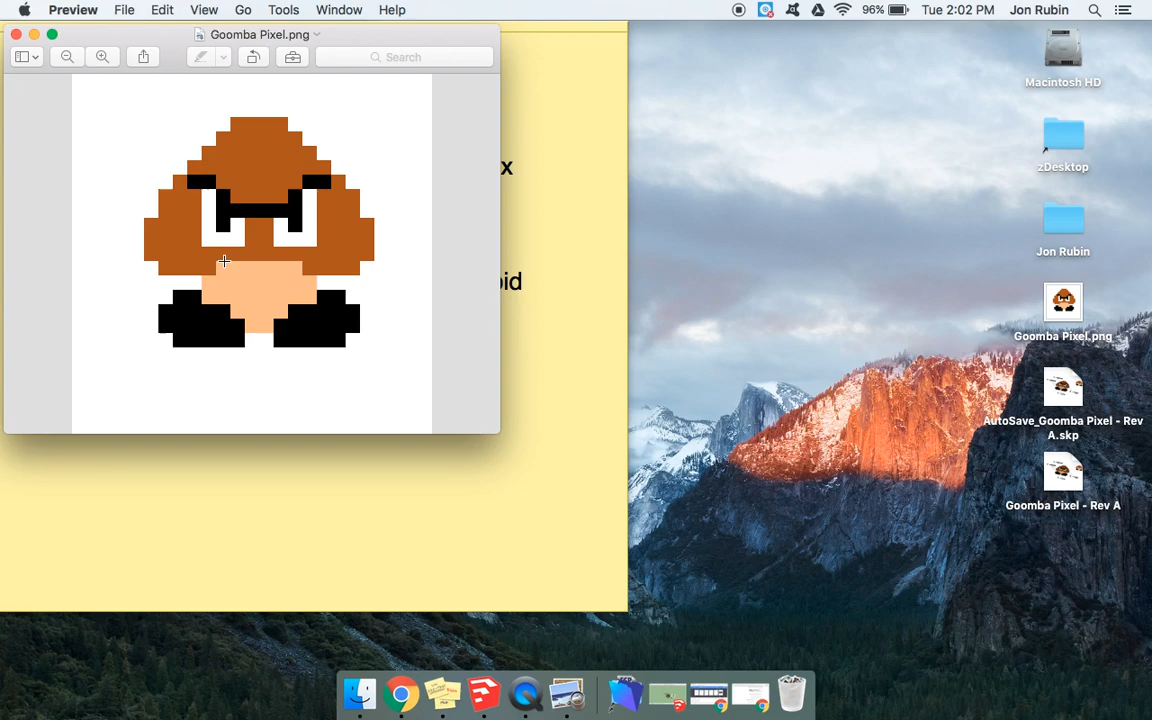 Preview File Edit View Go Tools Window Help 96% Tue 2:02 PM Jon Rubin
Goomba Pixel.png
Search
Macintosh HD
zDesktop
Jon Rubin
Goomba Pixel.png
AutoSave_Goomba Pixel - Rev
A.skp
Goomba Pixel - Rev A